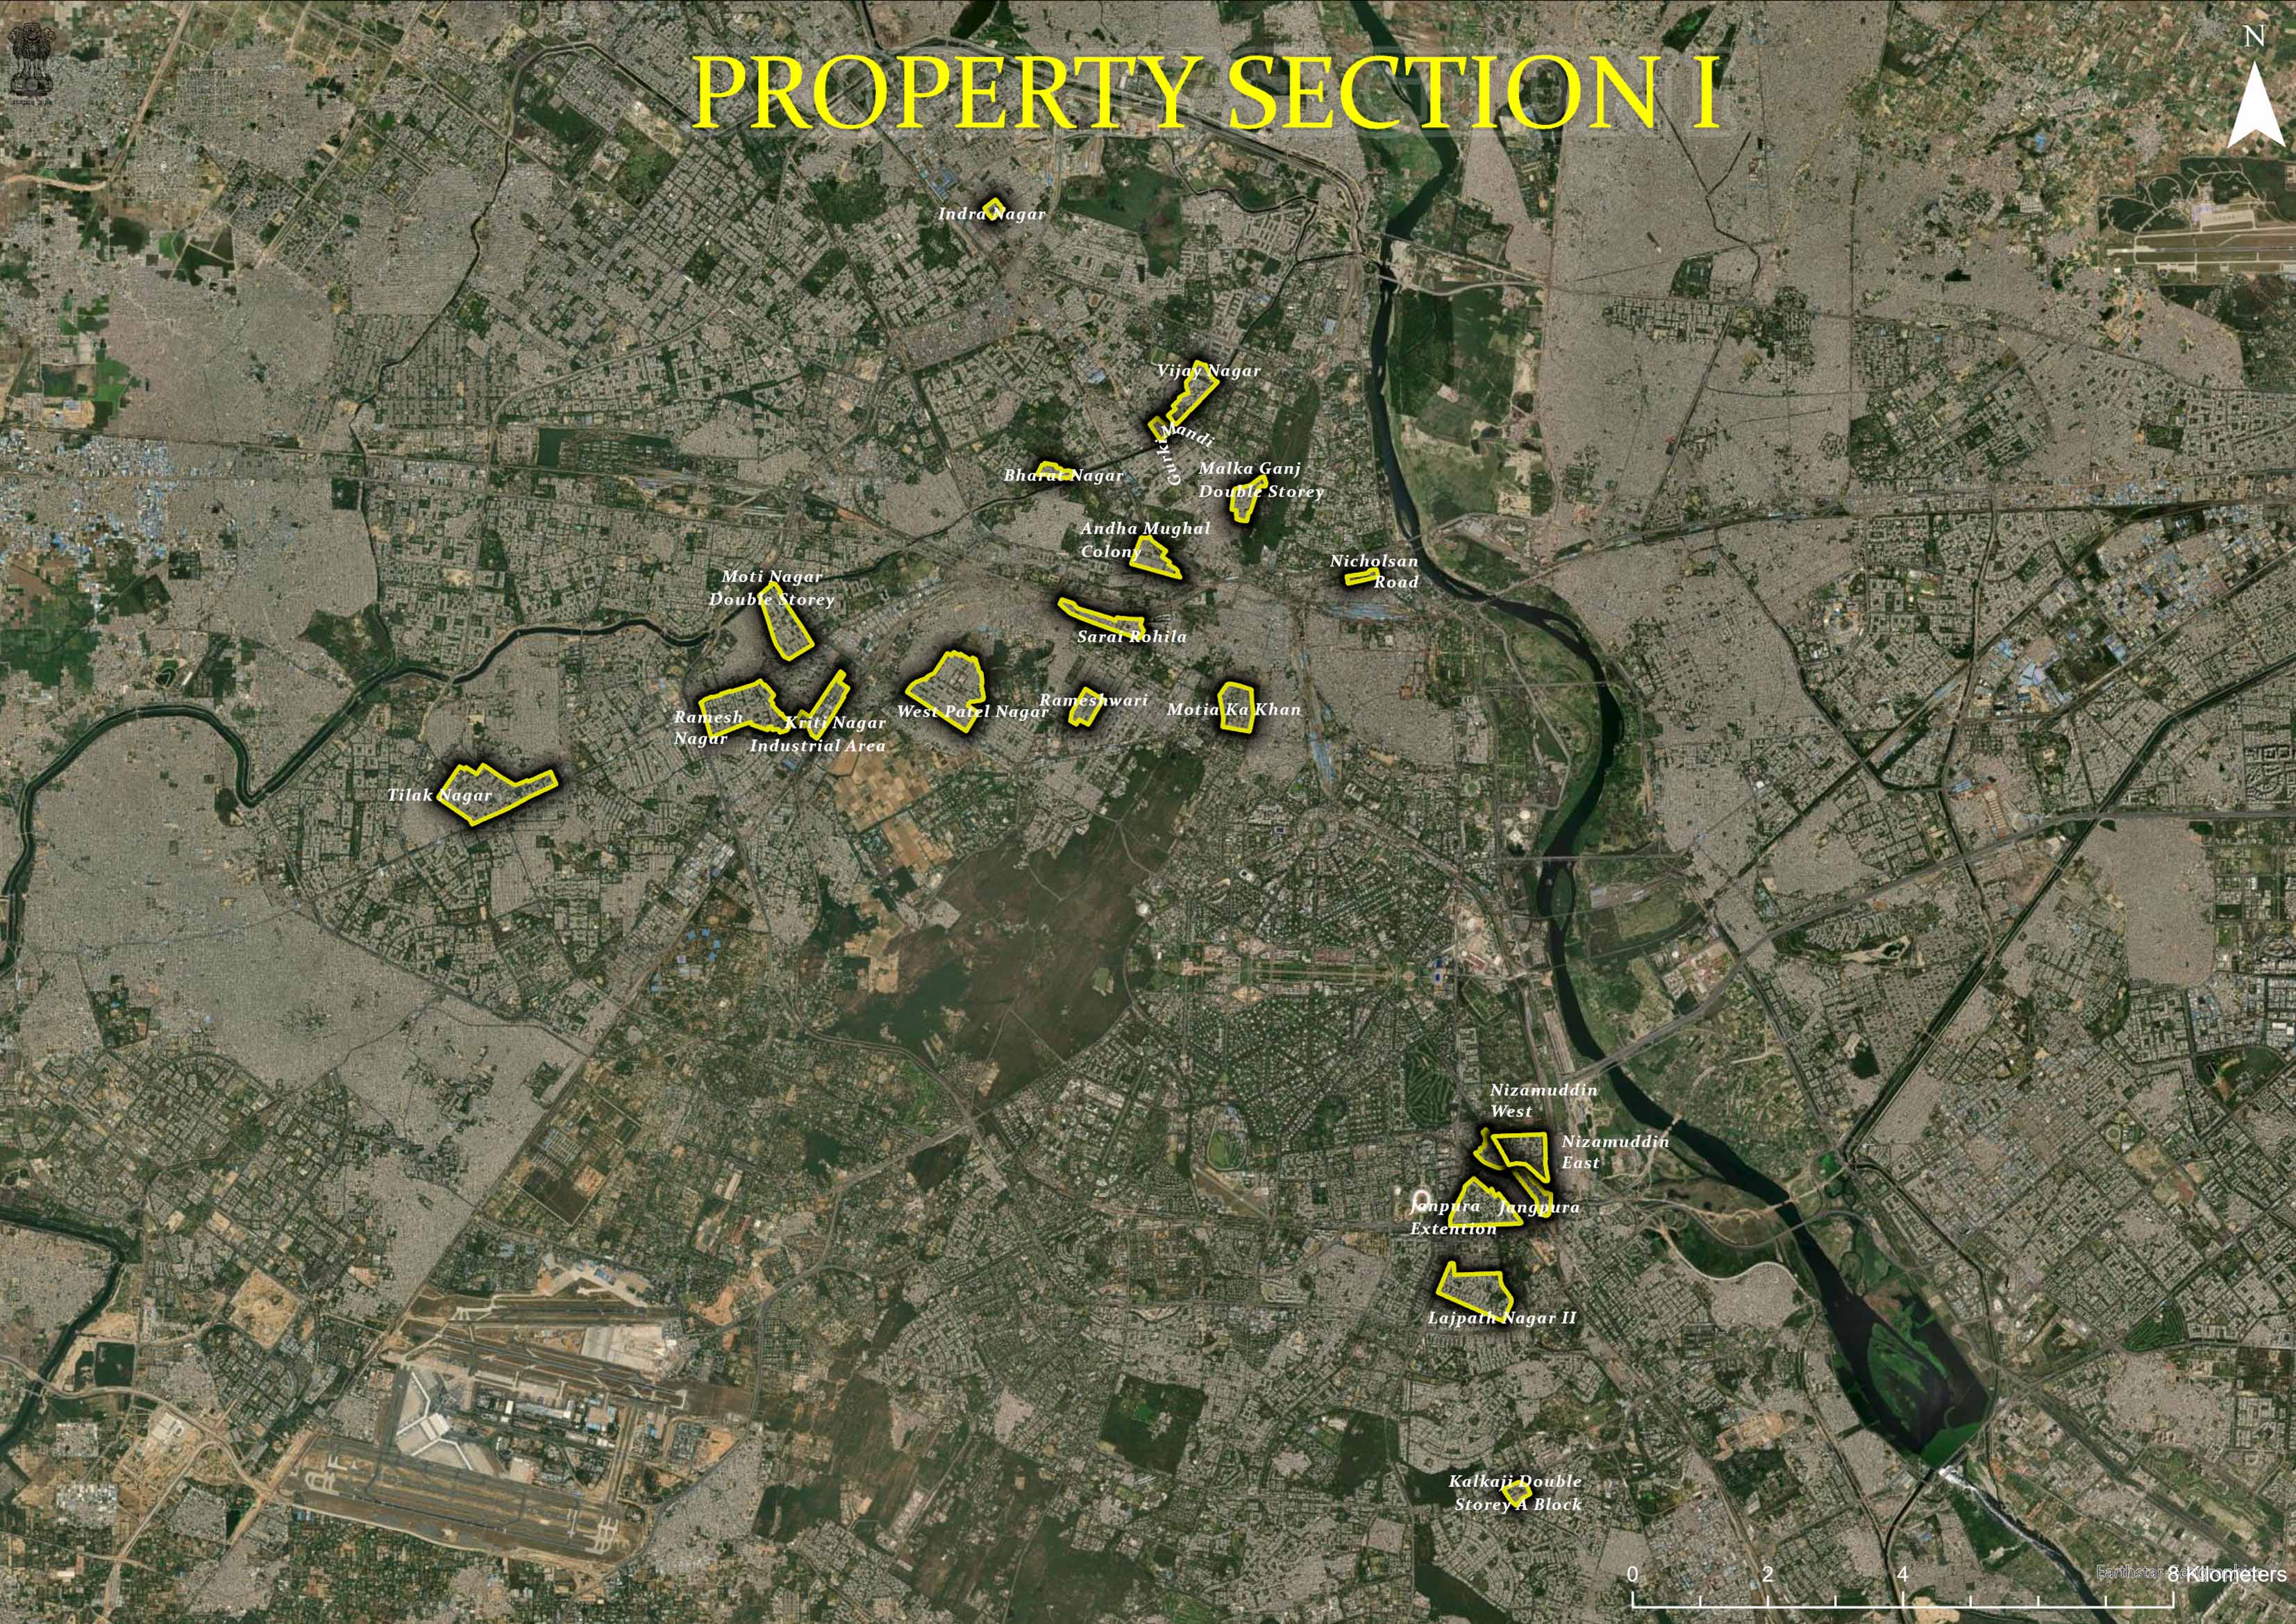 PROPERTY SECTION I
N
Indra Nagar
Vijay Nagar
Gurki Mandi
Bharat Nagar
Malka Ganj
Double Storey
Andha Mughal
Colony
Nicholsan
Road
Moti Nagar
Double Storey
Sarai Rohila
Rameshwari
Motia Ka Khan
West Patel Nagar
Ramesh
Nagar
Kriti Nagar
Industrial Area
Tilak Nagar
Nizamuddin
West
Nizamuddin
East
Janpura
Extention
Jangpura
Lajpath Nagar II
Kalkaji Double
Storey A Block
0 2 4 8 Kilometers